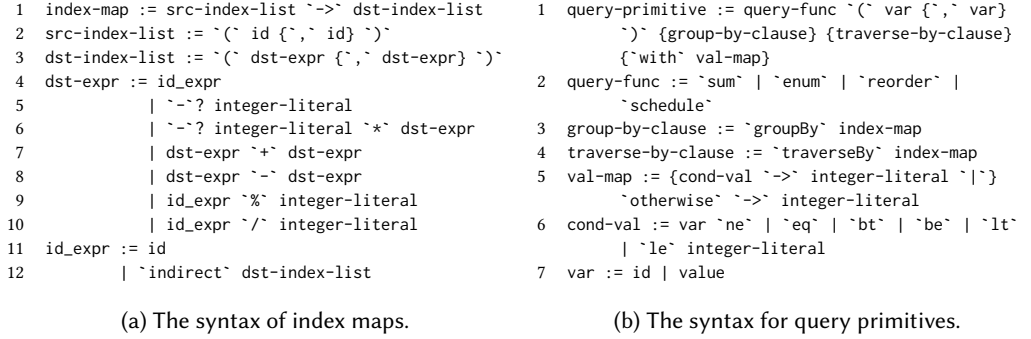 1 index-map := src-index-list `->` dst-index-list
2 src-index-list := `(` id {`,` id} `)`
3 dst-index-list := `(` dst-expr {`,` dst-expr} `)`
4 dst-expr := id_expr
5 | `-`? integer-literal
6 | `-`? integer-literal `*` dst-expr
7 | dst-expr `+` dst-expr
8 | dst-expr `-` dst-expr
9 | id_expr `%` integer-literal
10 | id_expr `/` integer-literal
11 id_expr := id
12 | `indirect` dst-index-list
(a) The syntax of index maps.
1 query-primitive := query-func `(` var {`,` var}
`)` {group-by-clause} {traverse-by-clause}
{`with` val-map}
2 query-func := `sum` | `enum` | `reorder` |
`schedule`
3 group-by-clause := `groupBy` index-map
4 traverse-by-clause := `traverseBy` index-map
5 val-map := {cond-val `->` integer-literal `|`}
`otherwise` `->` integer-literal
6 cond-val := var `ne` | `eq` | `bt` | `be` | `lt`
| `le` integer-literal
7 var := id | value
(b) The syntax for query primitives.